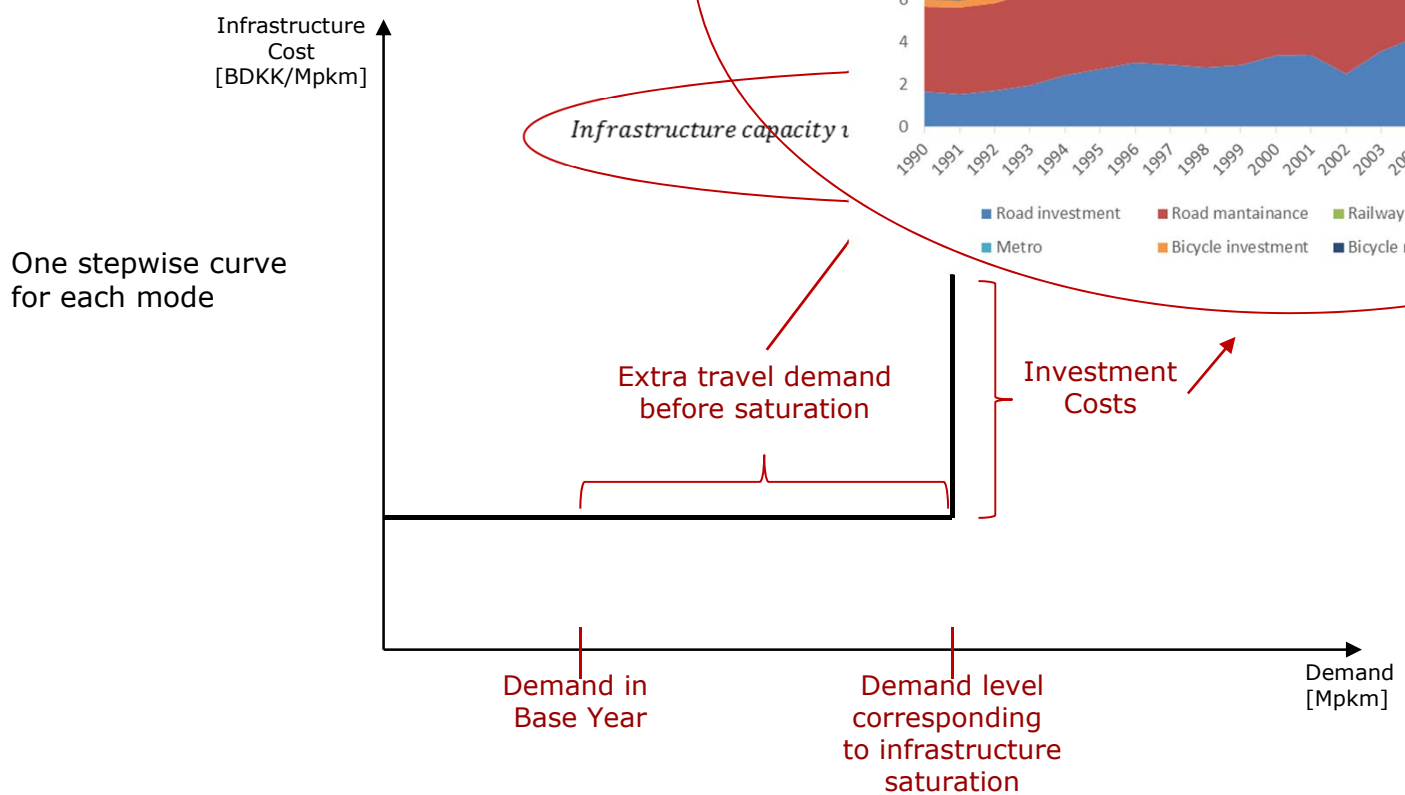 Infrastructure
Cost
[BDKK/Mpkm]
6
4
2
0
Infrastructure capacity
1990 1991 1992 1993 1994 1995 1996 1997 1998 1999 2000 2001 2002 2003
Road investment Road mantainance Railway
Metro Bicycle investment Bicycle
One stepwise curve
for each mode
Extra travel demand
before saturation
Investment
Costs
Demand in
Base Year
Demand level
corresponding
to infrastructure
saturation
Demand
[Mpkm]